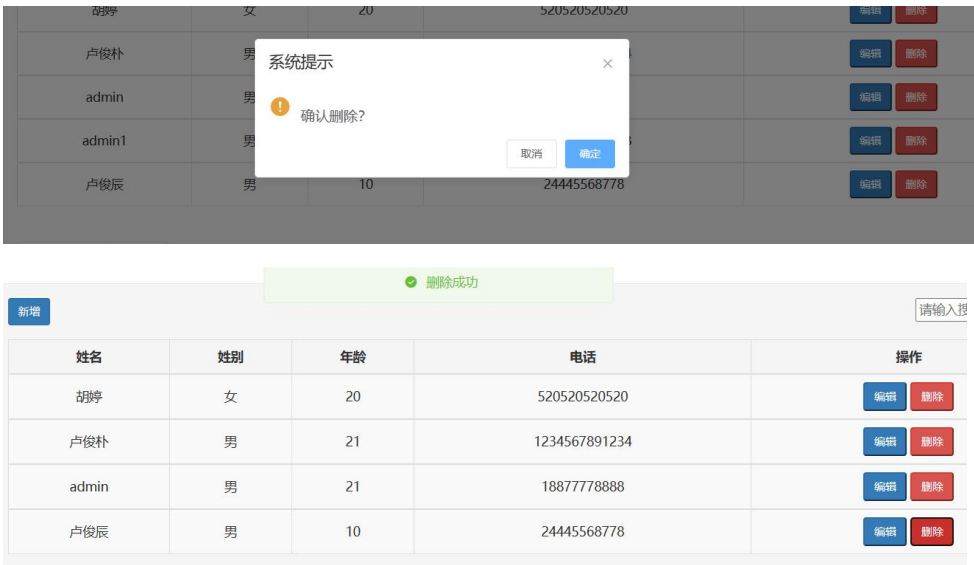 胡婷 女 20 520520520520 编辑 删除
系统提示 ×
卢俊朴 男 编辑 删除
admin 男 编辑 删除
确认删除?
admin1 男 编辑 删除
取消 确定
卢俊辰 男 10 24445568778 编辑 删除
删除成功
新增 请输入搜
姓名 姓别 年龄 电话 操作
胡婷 女 20 520520520520 编辑 删除
卢俊朴 男 21 1234567891234 编辑 删除
admin 男 21 18877778888 编辑 删除
卢俊辰 男 10 24445568778 编辑 删除